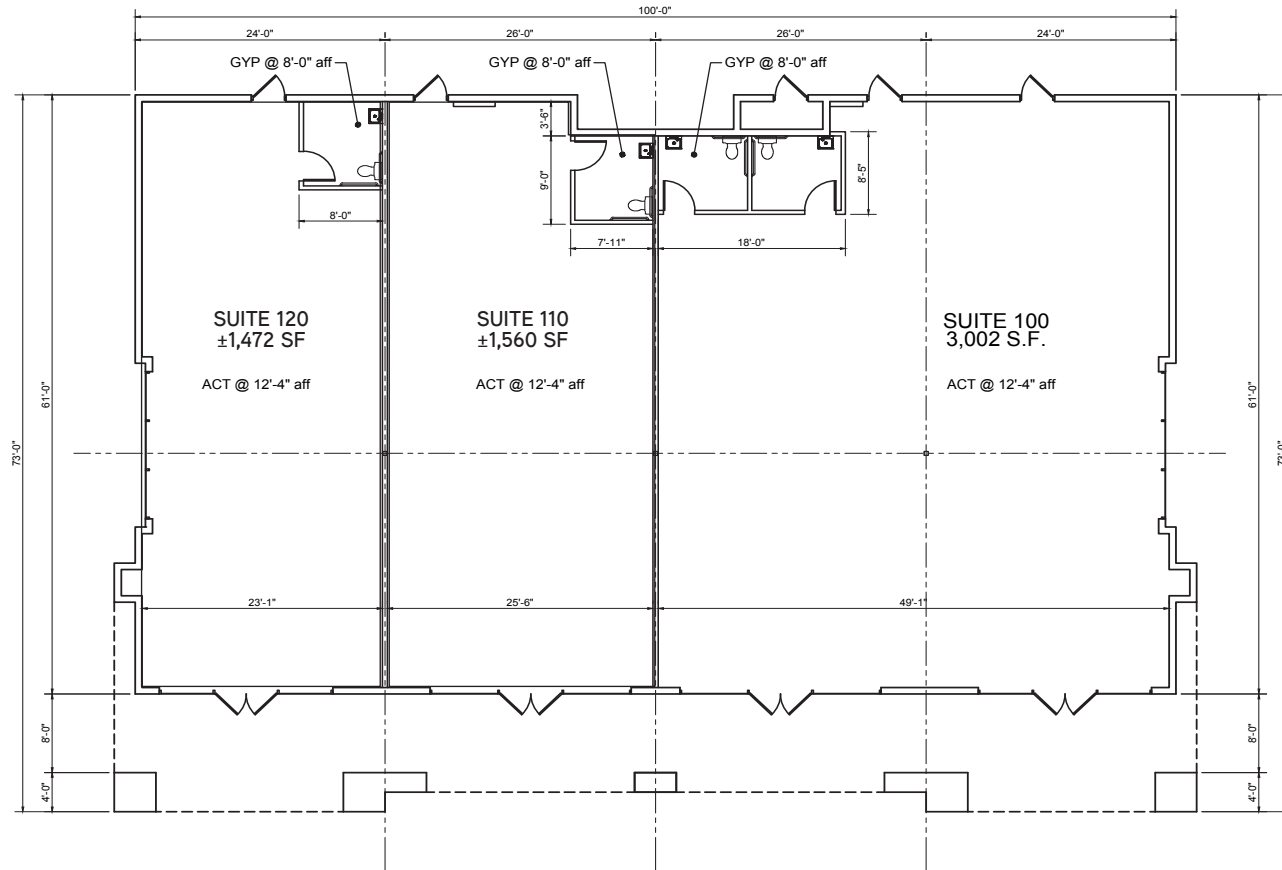 100'-0"
24'-0" 26'-0" 26'-0" 24'-0"
GYP @ 8'-0" aff GYP @ 8'-0" aff GYP @ 8'-0" aff
3'-6"
9'-0"
8'-5"
8'-0"
7'-11"
18'-0"
SUITE 120
±1,472 SF
ACT @ 12'-4" aff
SUITE 110
±1,560 SF
ACT @ 12'-4" aff
SUITE 100
3,002 S.F.
ACT @ 12'-4" aff
73'-0"
61'-0"
61'-0"
73'-0"
23'-1" 25'-6" 49'-1"
8'-0"
8'-0"
4'-0"
4'-0"